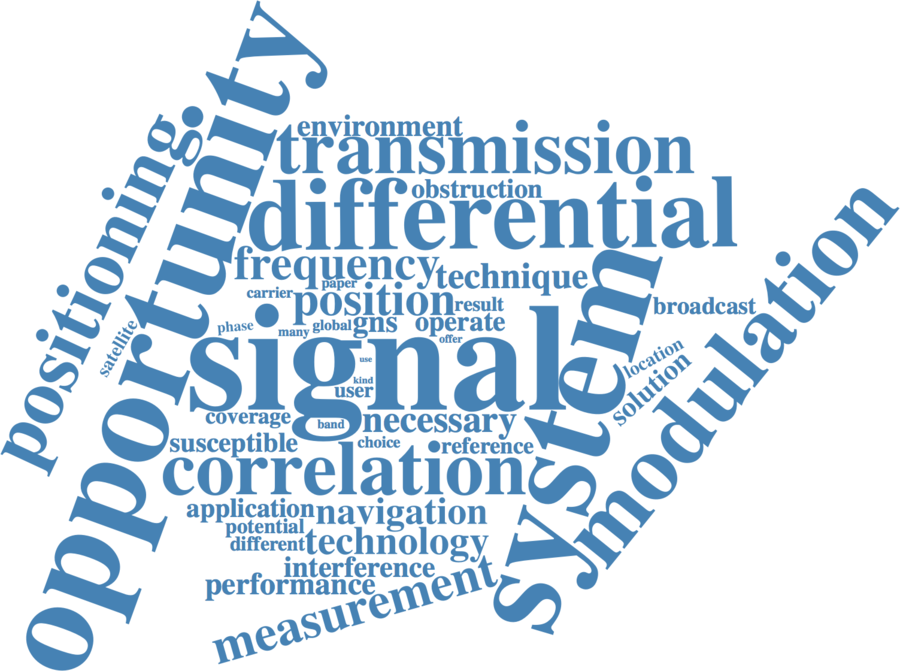 opportunity
positioning
environment
transmission
obstruction
differential
frequency
technique
paper
carrier
position
result
broadcast
phase
many
global
gns
operate
offer
satellite
signal
use
kind
user
system
location
solution
modulation
coverage
band
necessary
susceptible
choice
reference
correlation
application
navigation
potential
different
technology
interference
performance
measurement